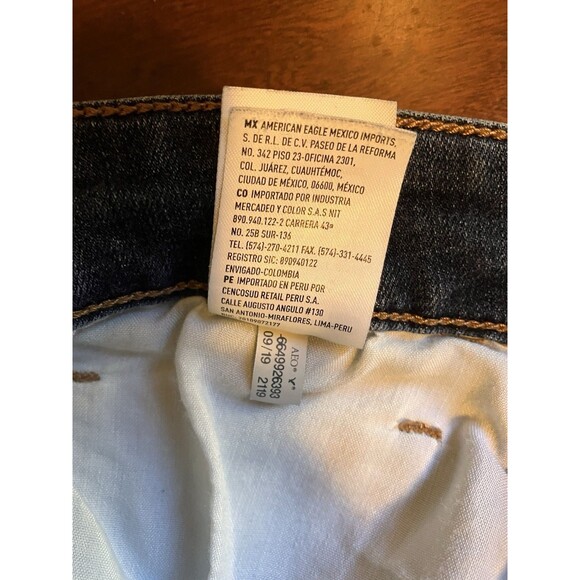 MX AMERICAN EAGLE MEXICO IMPORTS,
S. DE R.L. DE C.V. PASEO DE LA REFORMA
NO. 342 PISO 23-OFICINA 2301,
COL. JUÁREZ, CUAUHTÉMOC,
CIUDAD DE MÉXICO, 06600, MÉXICO
CO IMPORTADO POR INDUSTRIA
MERCADEO Y COLOR S.A.S NIT
890.940.122-2 CARRERA 43ª
NO. 25B SUR-136
TEL. (574)-270-4211 FAX. (574)-331-4445
REGISTRO SIC: 890940122
ENVIGADO-COLOMBIA
PE IMPORTADO EN PERU POR
CENCOSUD RETAIL PERU S.A.
CALLE AUGUSTO ANGULO #130
SAN ANTONIO-MIRAFLORES, LIMA-PERU
AEO® Y®
-6649926393
09/19 2119